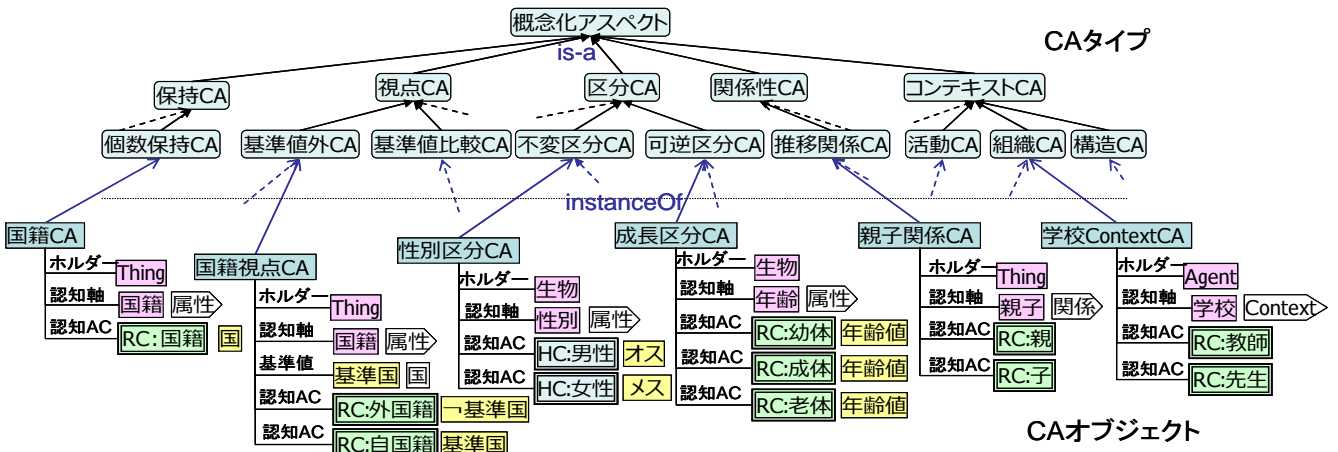 概念化アスペクト
CAタイプ
is-a
保持CA
視点CA
区分CA
関係性CA
コンテキストCA
個数保持CA
基準値外CA
基準値比較CA
不変区分CA
可逆区分CA
推移関係CA
活動CA
組織CA
構造CA
instanceOf
国籍CA
ホルダー
Thing
認知軸
国籍 属性
認知AC
RC:国籍 国
国籍視点CA
ホルダー
Thing
認知軸
国籍 属性
基準値
基準国 国
認知AC
RC:外国籍 ¬基準国
認知AC
RC:自国籍 基準国
性別区分CA
ホルダー
生物
認知軸
性別 属性
認知AC
HC:男性 オス
認知AC
HC:女性 メス
成長区分CA
ホルダー
生物
認知軸
年齢 属性
認知AC
RC:幼体 年齢値
認知AC
RC:成体 年齢値
認知AC
RC:老体 年齢値
親子関係CA
ホルダー
Thing
認知軸
親子 関係
認知AC
RC:親
認知AC
RC:子
学校ContextCA
ホルダー
Agent
認知軸
学校 Context
認知AC
RC:教師
認知AC
RC:先生
CAオブジェクト